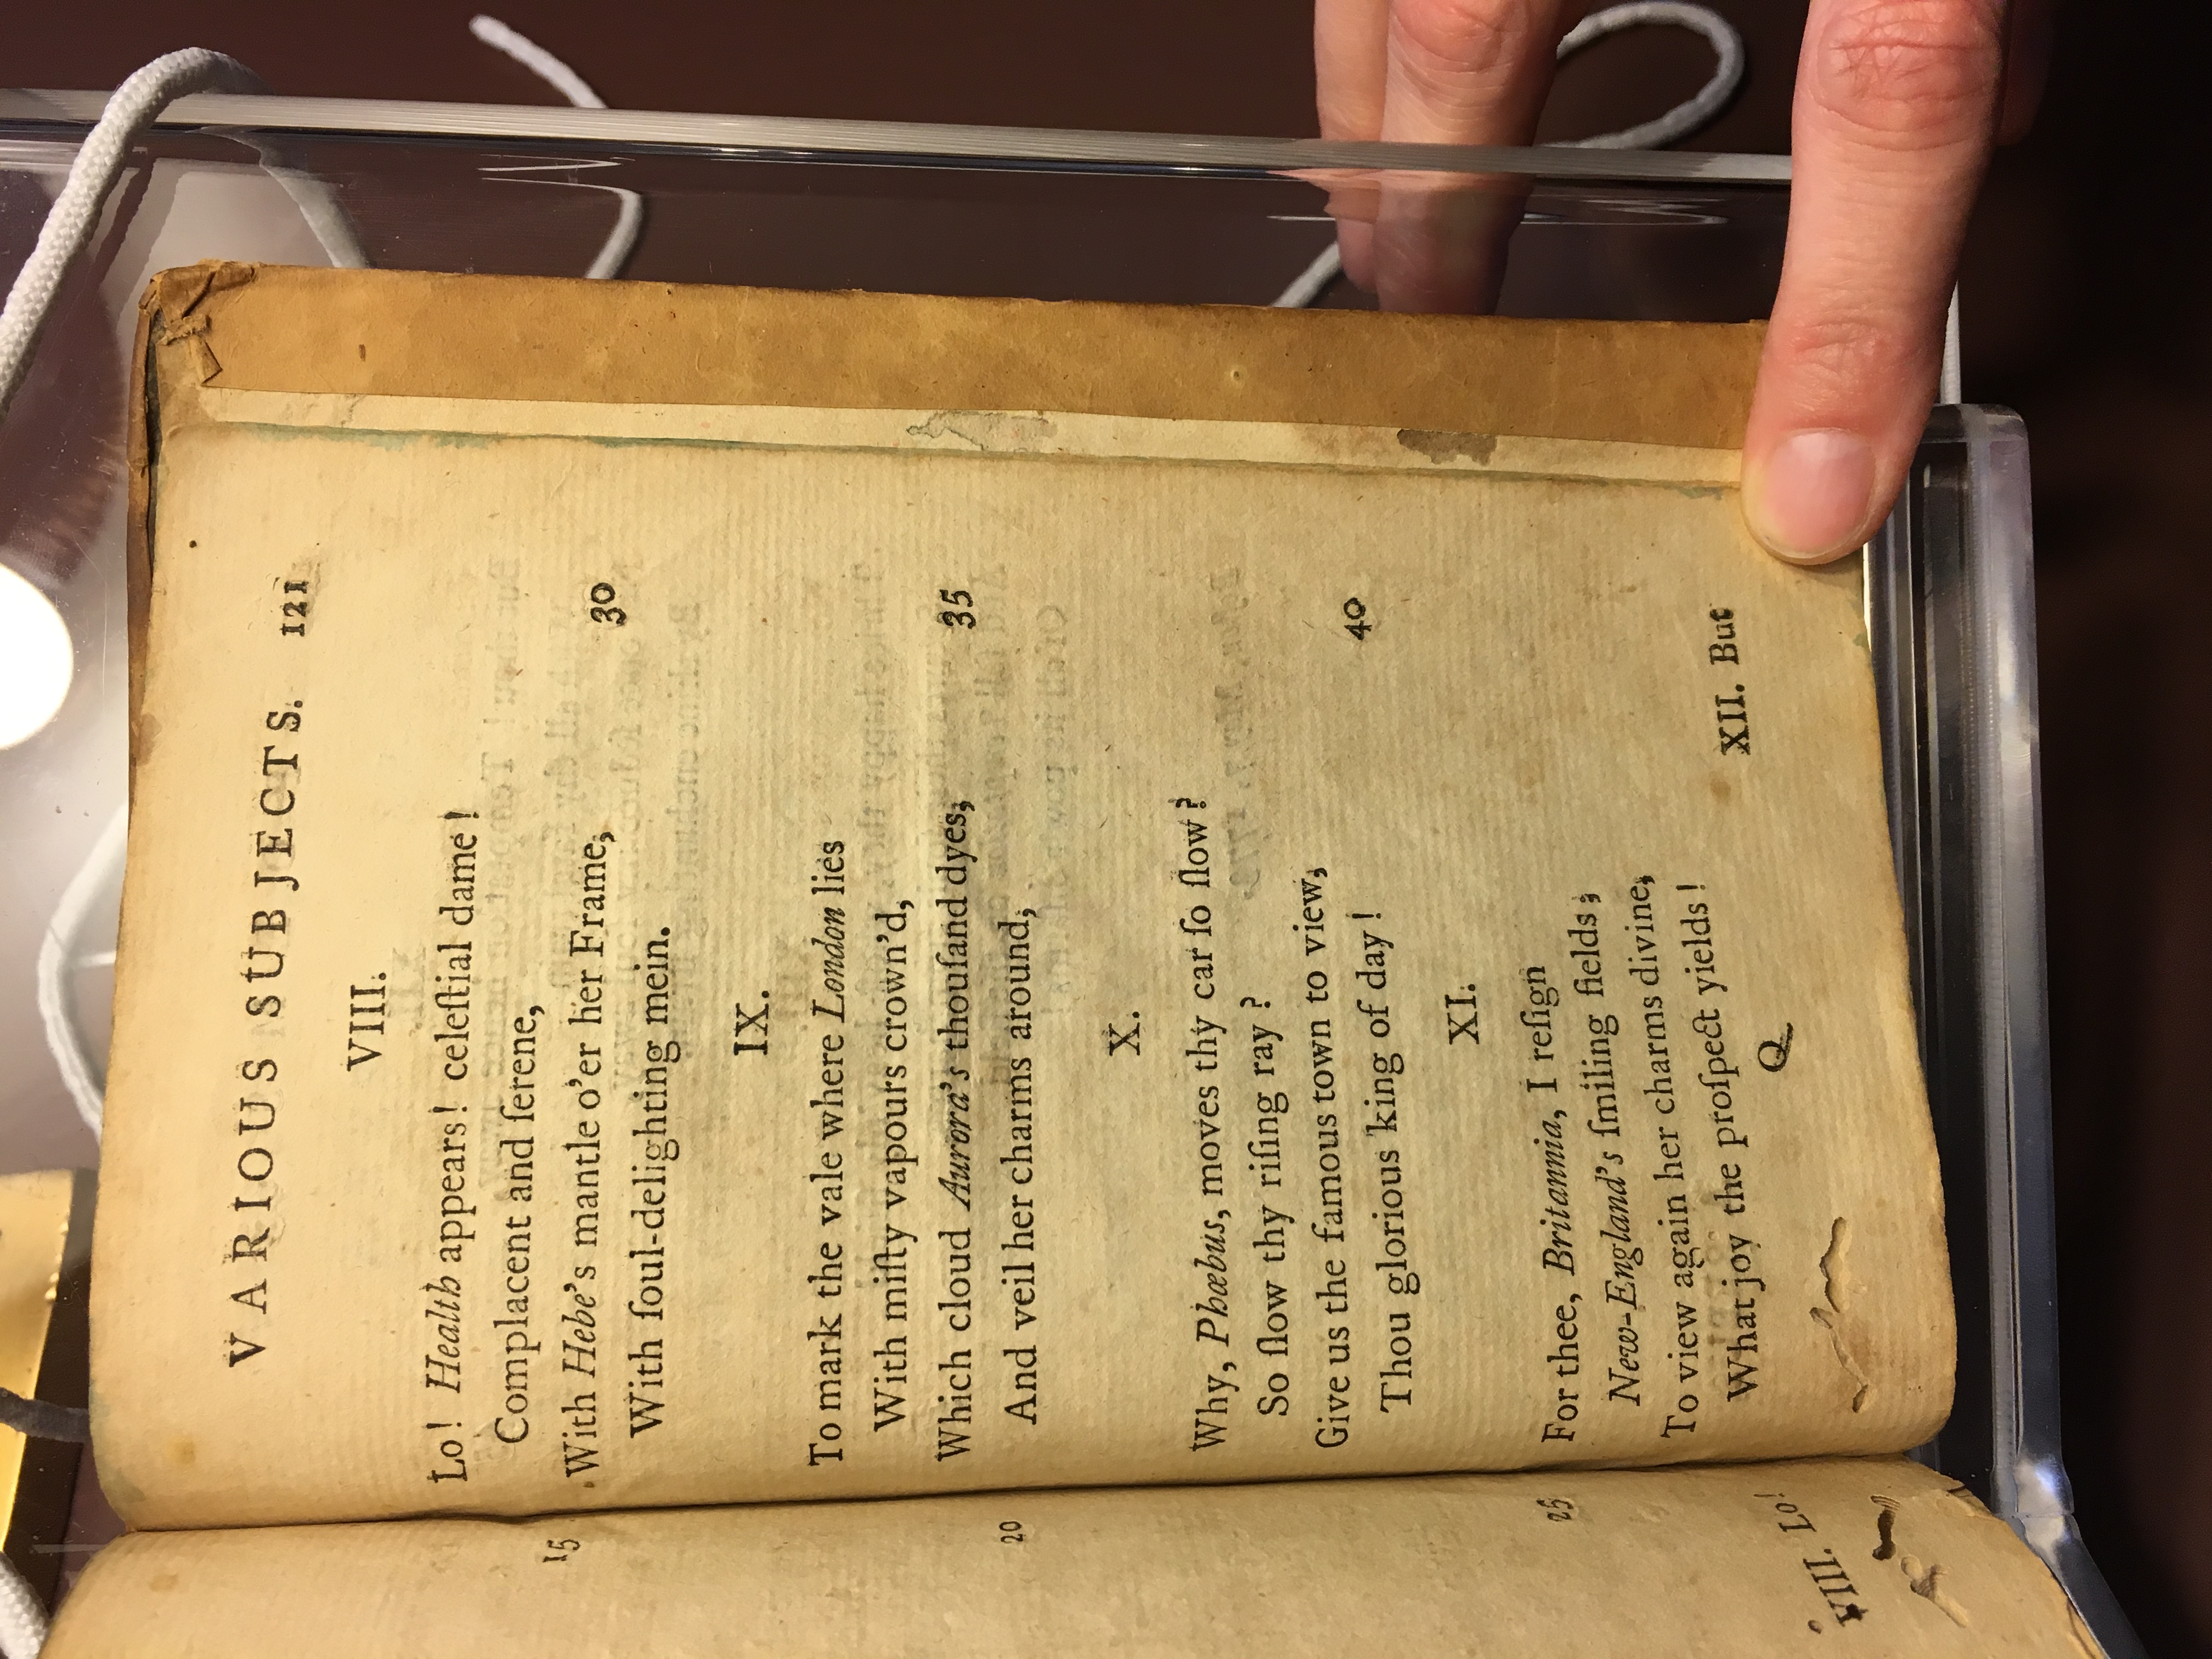 15
20
25
VIII. Lo!
VARIOUS SUBJECTS. 121
VIII.
Lo! Health appears! celeſtial dame!
Complacent and ſerene,
With Hebe's mantle o'er her Frame, 30
With ſoul-delighting mein.
IX.
To mark the vale where London lies
With miſty vapours crown'd,
Which cloud Aurora's thouſand dyes, 35
And veil her charms around,
X.
Why, Phœbus, moves thy car ſo ſlow?
So ſlow thy riſing ray?
Give us the famous town to view,
Thou glorious king of day! 40
XI.
For thee, Britannia, I reſign
New-England's ſmiling fields;
To view again her charms divine,
What joy the proſpect yields!
Q XII. But